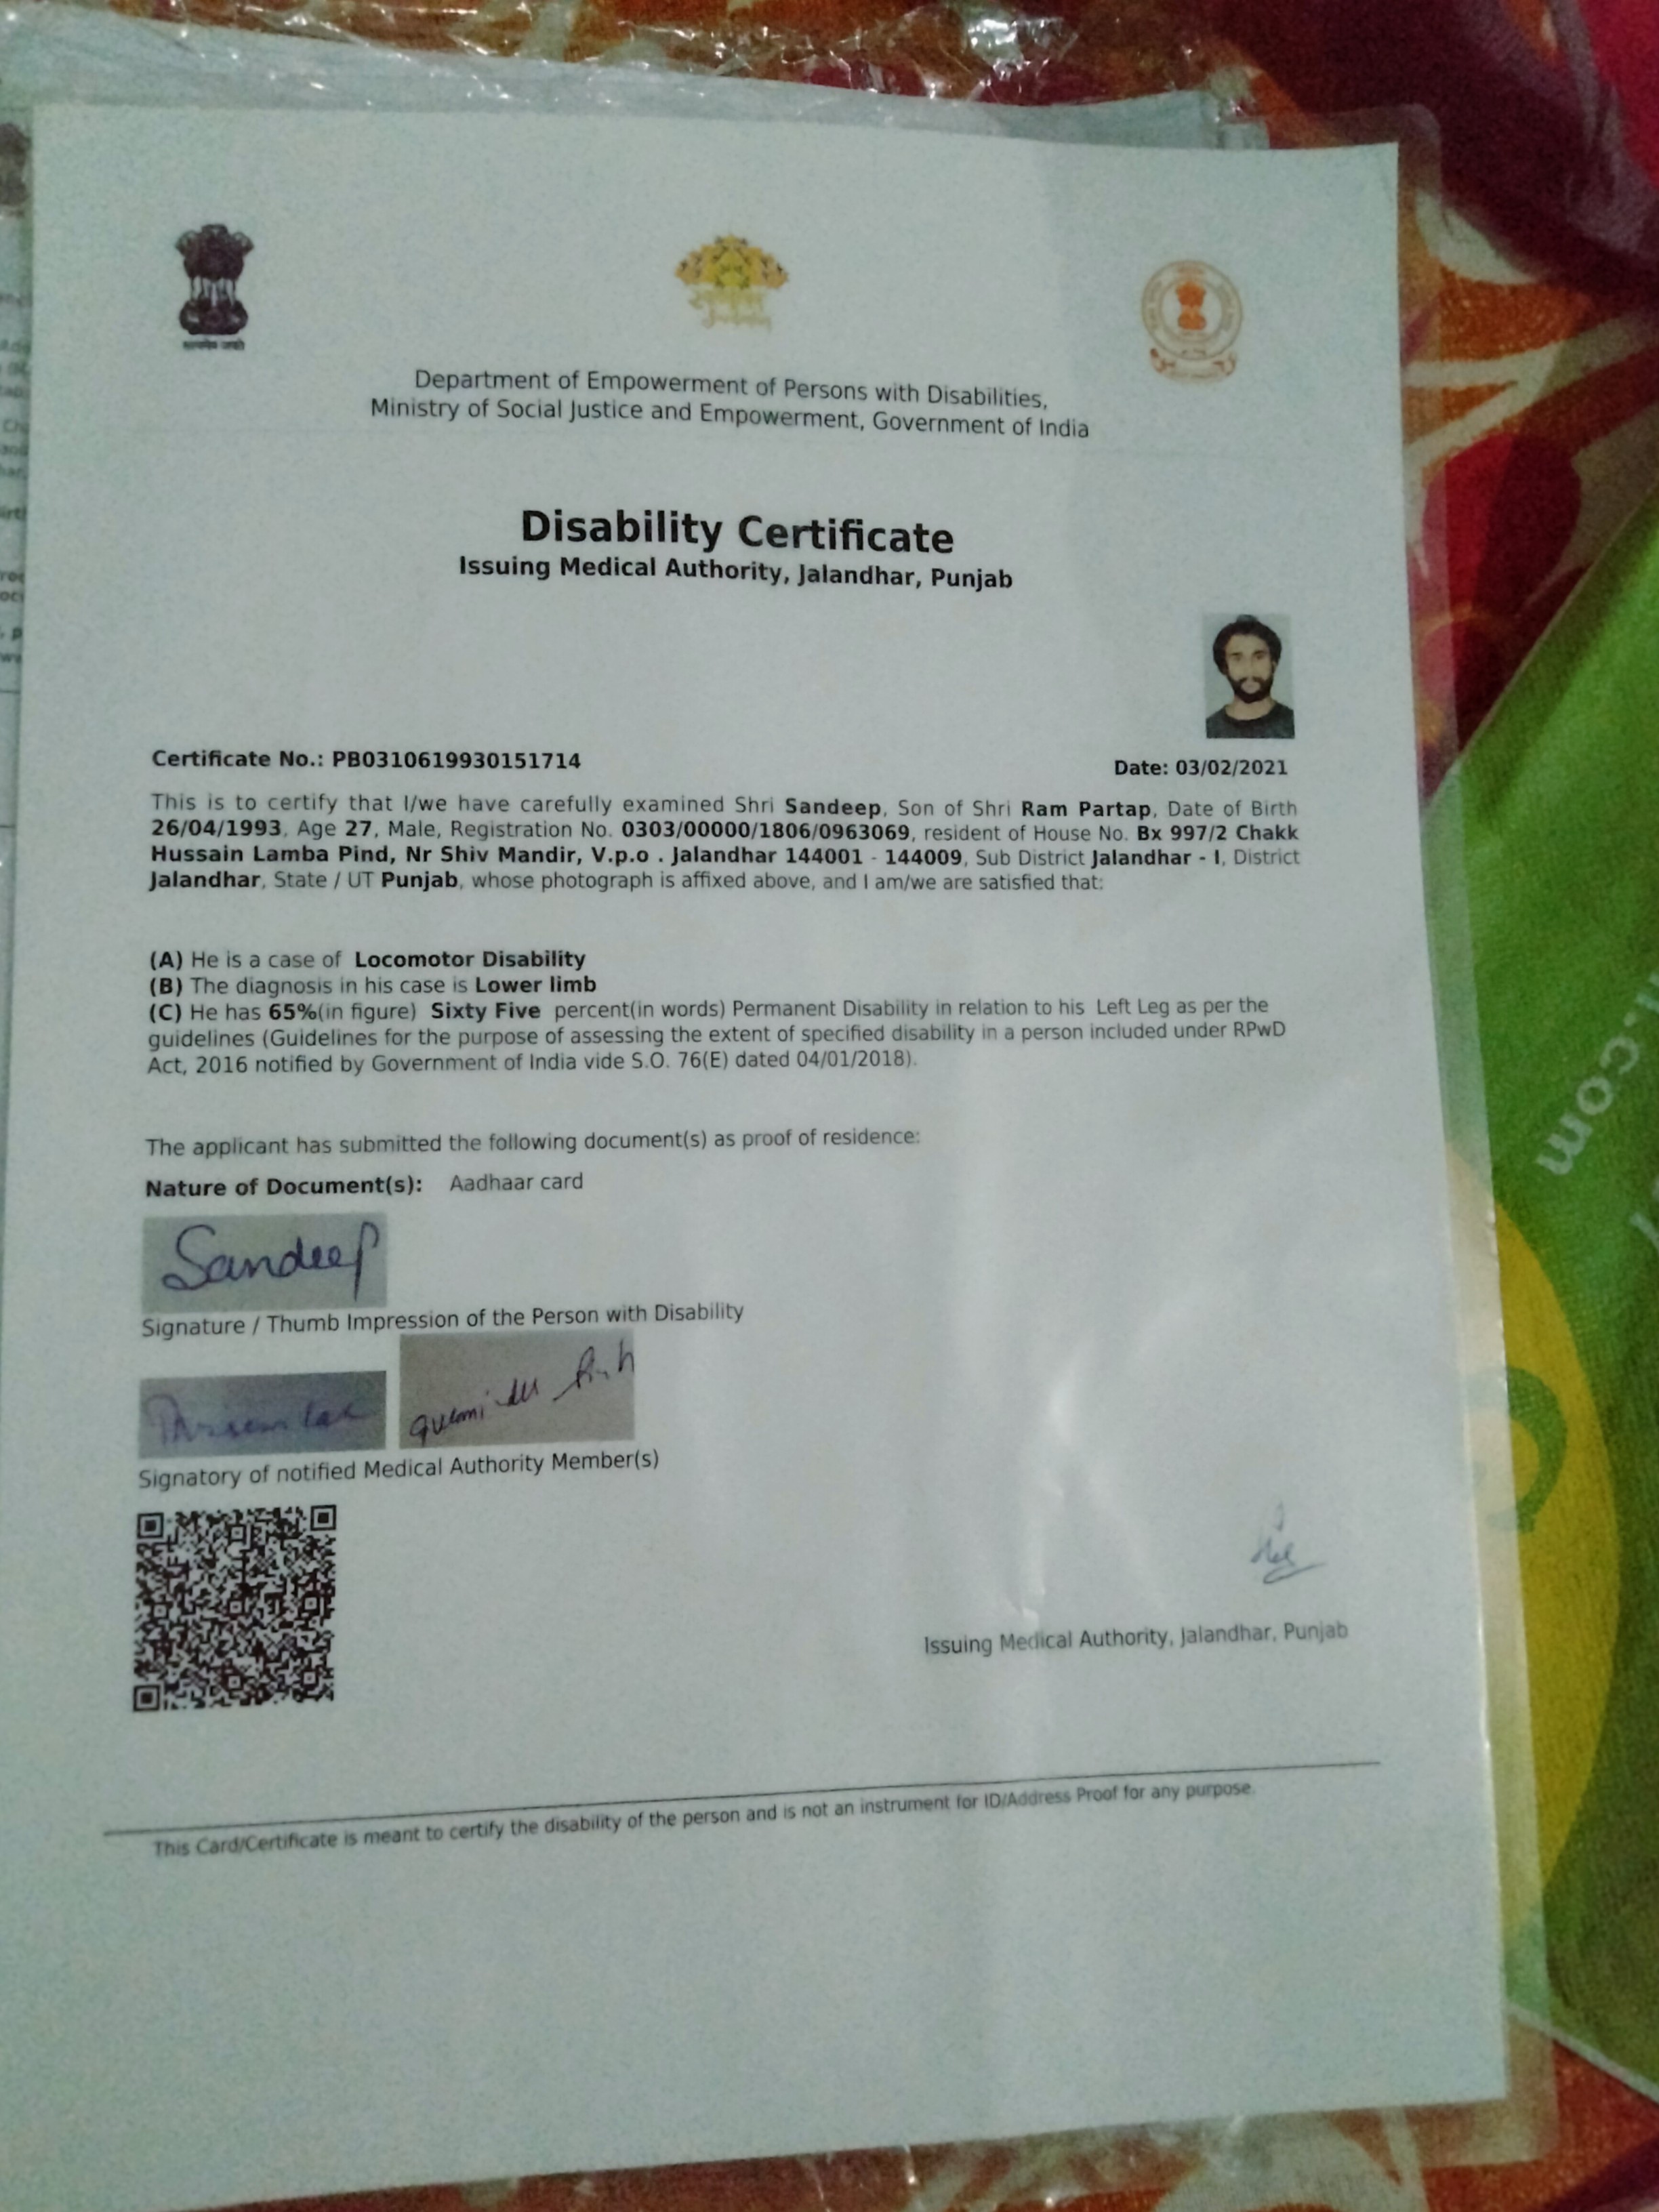 Department of Empowerment of Persons with Disabilities,
Ministry of Social Justice and Empowerment, Government of India
Disability Certificate
Issuing Medical Authority, Jalandhar, Punjab
Certificate No.: PB0310619930151714
Date: 03/02/2021
This is to certify that I/we have carefully examined Shri Sandeep, Son of Shri Ram Partap, Date of Birth
26/04/1993, Age 27, Male, Registration No. 0303/00000/1806/0963069, resident of House No. Bx 997/2 Chakk
Hussain Lamba Pind, Nr Shiv Mandir, V.p.o . Jalandhar 144001 - 144009, Sub District Jalandhar - I, District
Jalandhar, State / UT Punjab, whose photograph is affixed above, and I am/we are satisfied that:
(A) He is a case of Locomotor Disability
(B) The diagnosis in his case is Lower limb
(C) He has 65%(in figure) Sixty Five percent(in words) Permanent Disability in relation to his Left Leg as per the
guidelines (Guidelines for the purpose of assessing the extent of specified disability in a person included under RPwD
Act, 2016 notified by Government of India vide S.O. 76(E) dated 04/01/2018).
The applicant has submitted the following document(s) as proof of residence:
Nature of Document(s): Aadhaar card
Sandeep
Signature / Thumb Impression of the Person with Disability
Signatory of notified Medical Authority Member(s)
Issuing Medical Authority, Jalandhar, Punjab
This Card/Certificate is meant to certify the disability of the person and is not an instrument for ID/Address Proof for any purpose.
.com